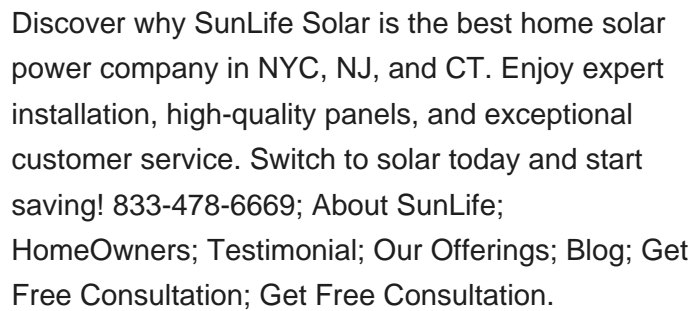 Discover why SunLife Solar is the best home solar
power company in NYC, NJ, and CT. Enjoy expert
installation, high-quality panels, and exceptional
customer service. Switch to solar today and start
saving! 833-478-6669; About SunLife;
HomeOwners; Testimonial; Our Offerings; Blog; Get
Free Consultation; Get Free Consultation.